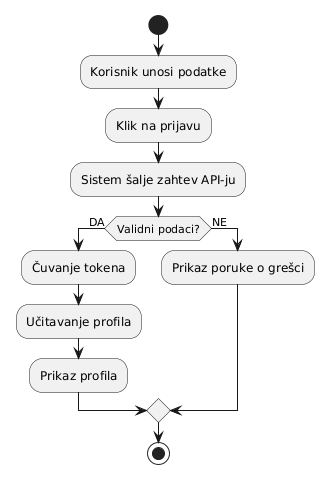 Korisnik unosi podatke
Klik na prijavu
Sistem šalje zahtev API-ju
DA
Validni podaci?
NE
Čuvanje tokena
Prikaz poruke o grešci
Učitavanje profila
Prikaz profila